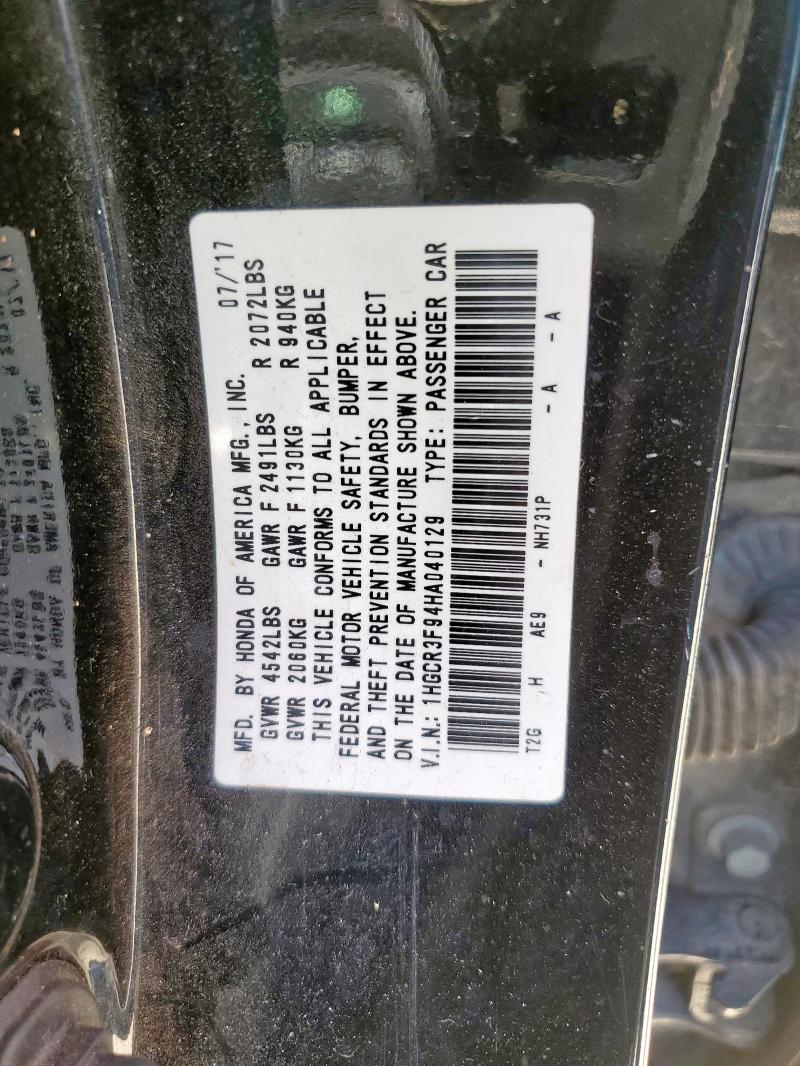 MFD. BY HONDA OF AMERICA MFG., INC. 07/'17
GVWR 4542LBS GAWR F 2491LBS R 2072LBS
GVWR 2060KG GAWR F 1130KG R 940KG
THIS VEHICLE CONFORMS TO ALL APPLICABLE
FEDERAL MOTOR VEHICLE SAFETY, BUMPER,
AND THEFT PREVENTION STANDARDS IN EFFECT
ON THE DATE OF MANUFACTURE SHOWN ABOVE.
V.I.N.: 1HGCR3F94HA040129 TYPE: PASSENGER CAR
T2G H AE9 - NH731P - A - A